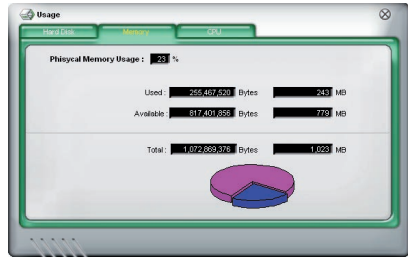 Usage
Hard Disk Memory CPU
Phisycal Memory Usage : 23 %
Used : 255,467,520 Bytes 243 MB
Available : 817,401,856 Bytes 779 MB
Total : 1,072,869,376 Bytes 1,023 MB